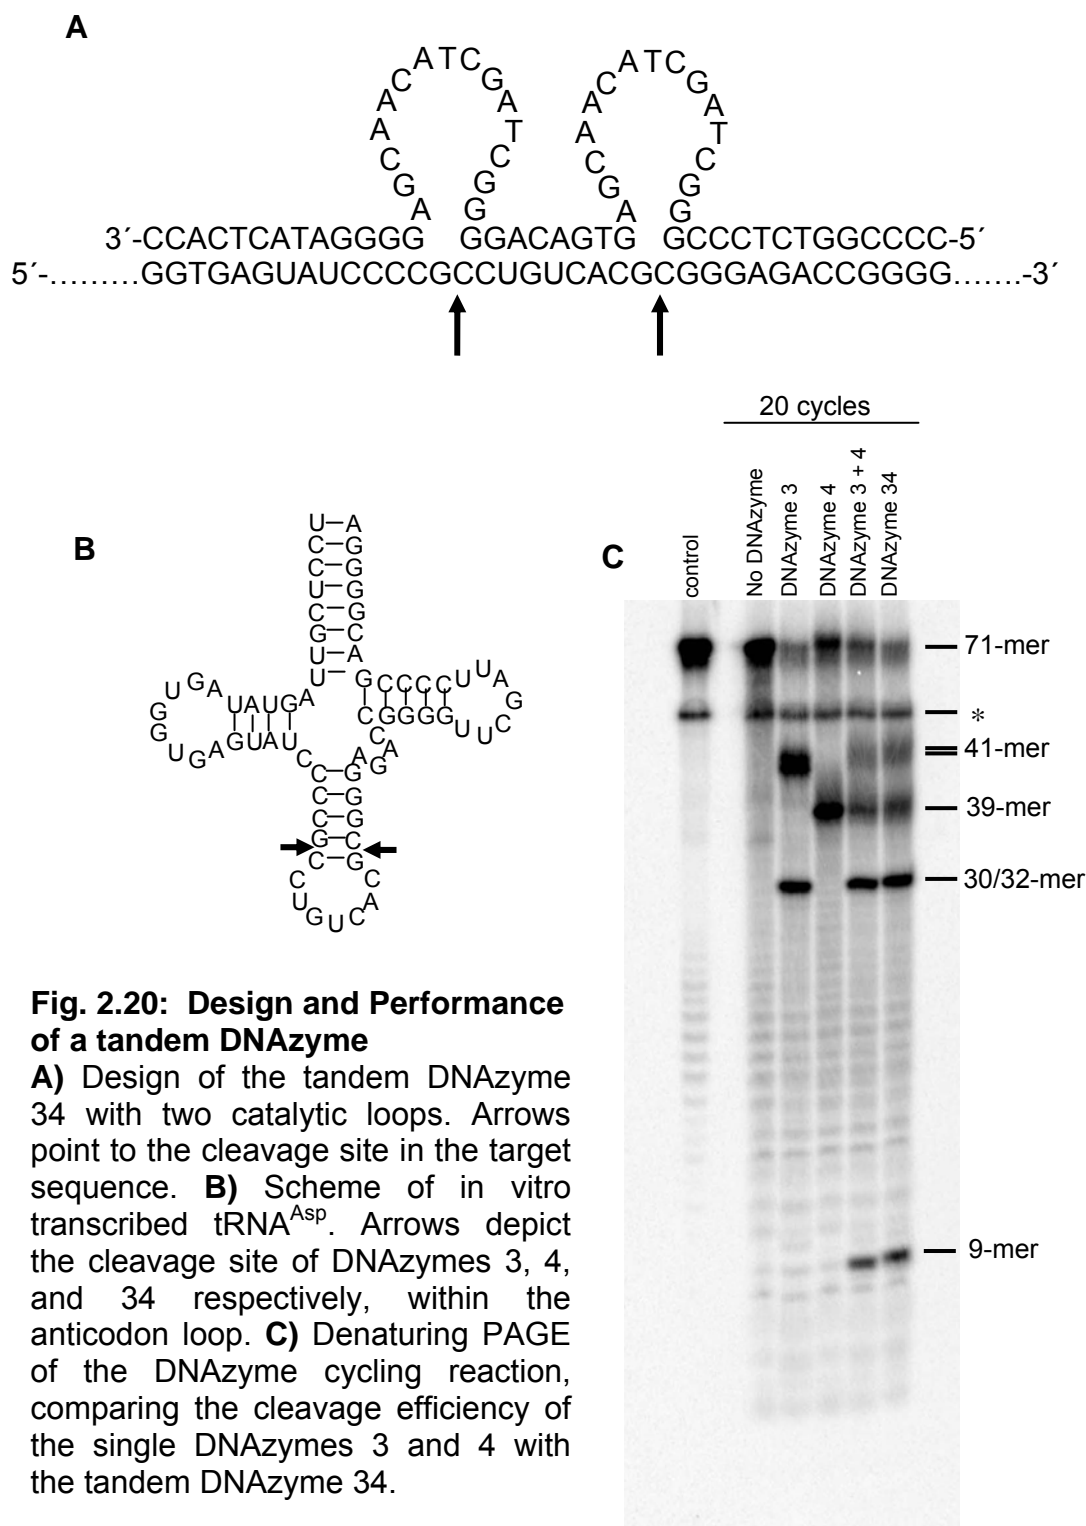 A
ACGAACATCGATCGG
ACGAACATCGATCGG
3´-CCACTCATAGGGG GGACAGTG GCCCTCTGGCCCC-5´
5´-.........GGTGAGUAUCCCCGCCUGUCACGCGGGAGACCGGGG.......-3´
20 cycles
control
No DNAzyme
DNAzyme 3
DNAzyme 4
DNAzyme 3 + 4
DNAzyme 34
B
C
U–A
C–G
C–G
U–G
C–G
G–C
U–A
U
71-mer
*
41-mer
39-mer
30/32-mer
9-mer
Fig. 2.20: Design and Performance
of a tandem DNAzyme
A) Design of the tandem DNAzyme
34 with two catalytic loops. Arrows
point to the cleavage site in the target
sequence. B) Scheme of in vitro
transcribed tRNAAsp. Arrows depict
the cleavage site of DNAzymes 3, 4,
and 34 respectively, within the
anticodon loop. C) Denaturing PAGE
of the DNAzyme cycling reaction,
comparing the cleavage efficiency of
the single DNAzymes 3 and 4 with
the tandem DNAzyme 34.